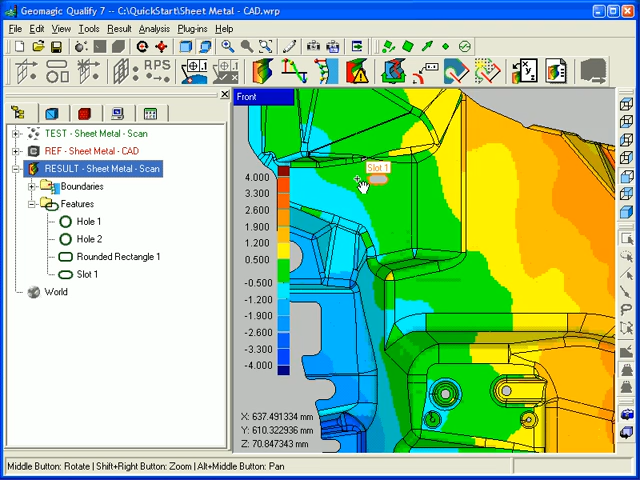 Geomagic Qualify 7 -- C:\QuickStart\Sheet Metal - CAD.wrp
File Edit View Tools Result Analysis Plug-ins Help
RPS
x,y,z
Front
TEST - Sheet Metal - Scan
REF - Sheet Metal - CAD
RESULT - Sheet Metal - Scan
Boundaries
Features
Hole 1
Hole 2
Rounded Rectangle 1
Slot 1
World
Slot 1
4.000
3.300
2.600
1.900
1.200
0.500
-0.500
-1.200
-1.900
-2.600
-3.300
-4.000
X: 637.491334 mm
Y: 610.322936 mm
Z: 70.847343 mm
Middle Button: Rotate | Shift+Right Button: Zoom | Alt+Middle Button: Pan